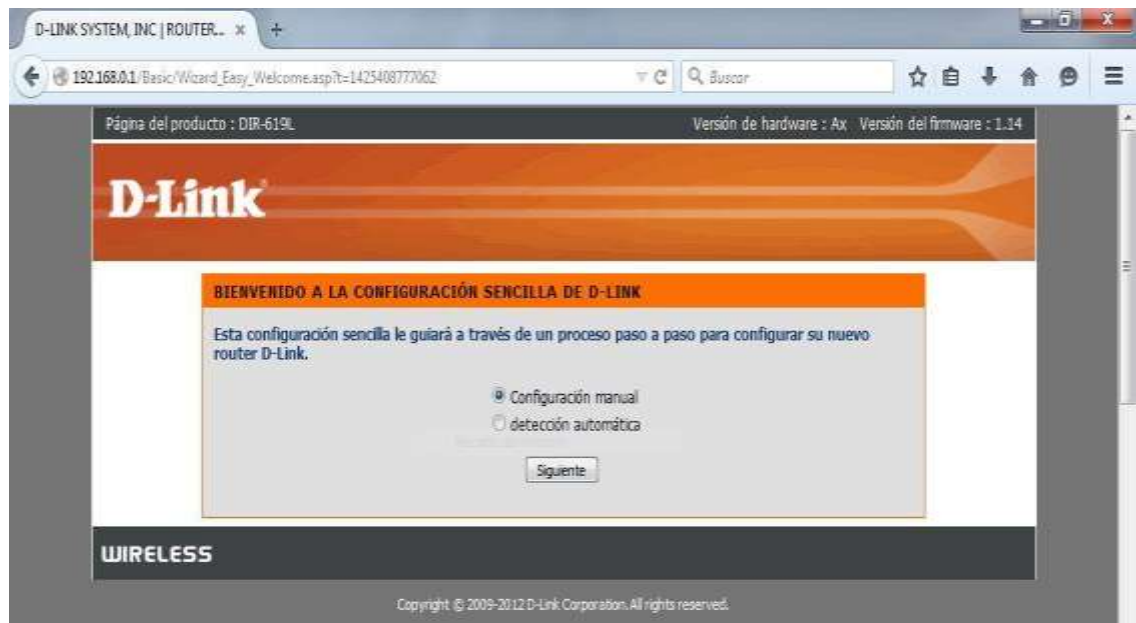 D-LINK SYSTEM, INC | ROUTER...
192.168.0.1/Basic/Wizard_Easy_Welcome.asp?t=1425408777062
Buscar
Página del producto : DIR-619L
Versión de hardware : Ax Versión del firmware : 1.14
D-Link
BIENVENIDO A LA CONFIGURACIÓN SENCILLA DE D-LINK
Esta configuración sencilla le guiará a través de un proceso paso a paso para configurar su nuevo
router D-Link.
Configuración manual
detección automática
Siguiente
WIRELESS
Copyright © 2009-2012 D-Link Corporation. All rights reserved.